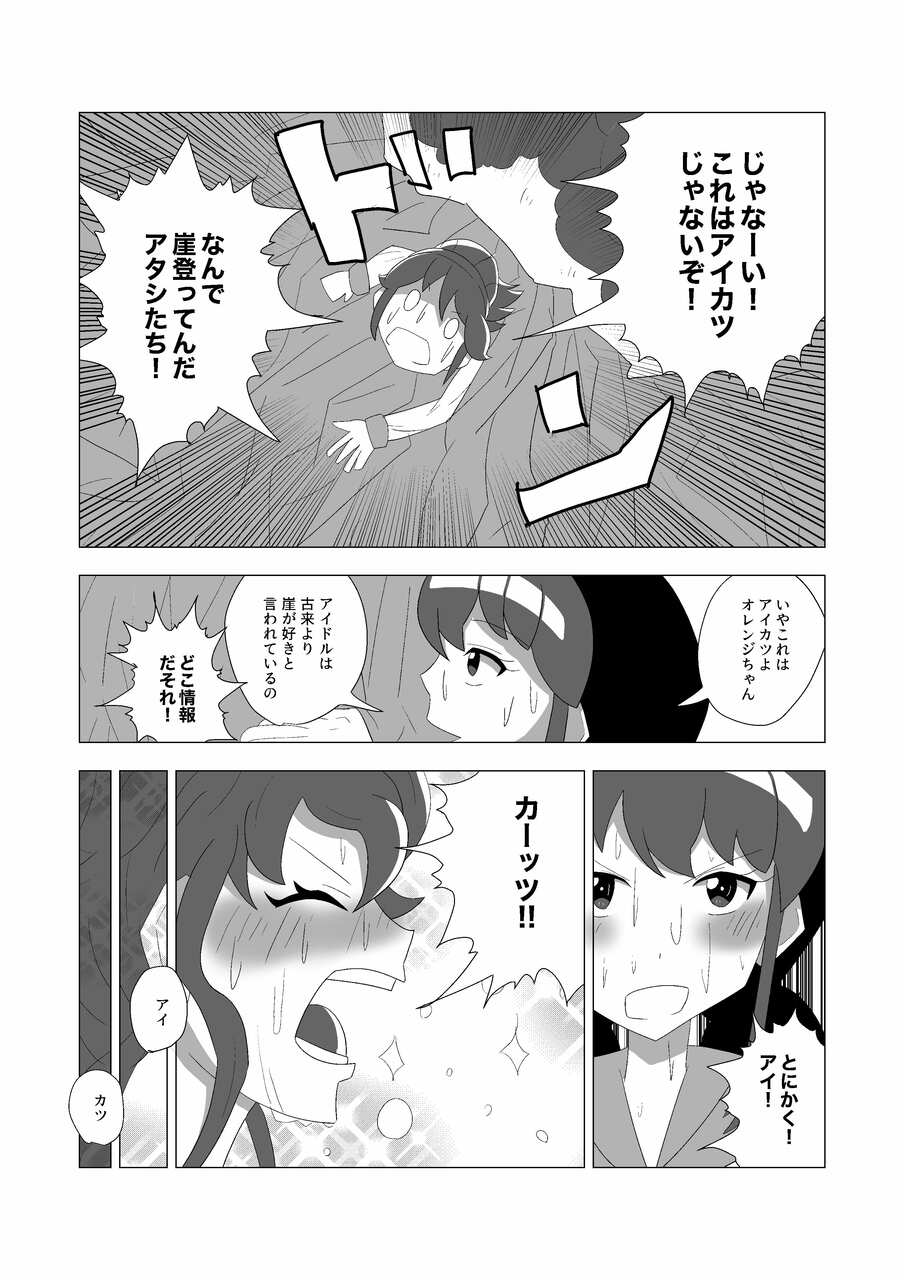 じゃなーい！
これはアイカツ
じゃないぞ！
ドドン
なんで
崖登ってんだ
アタシたち！
いやこれは
アイカツよ
オレンジちゃん
アイドルは
古来より
崖が好きと
言われているの
どこ情報
だそれ！
とにかく！
アイ！
カーッツ!!
アイ
カツ